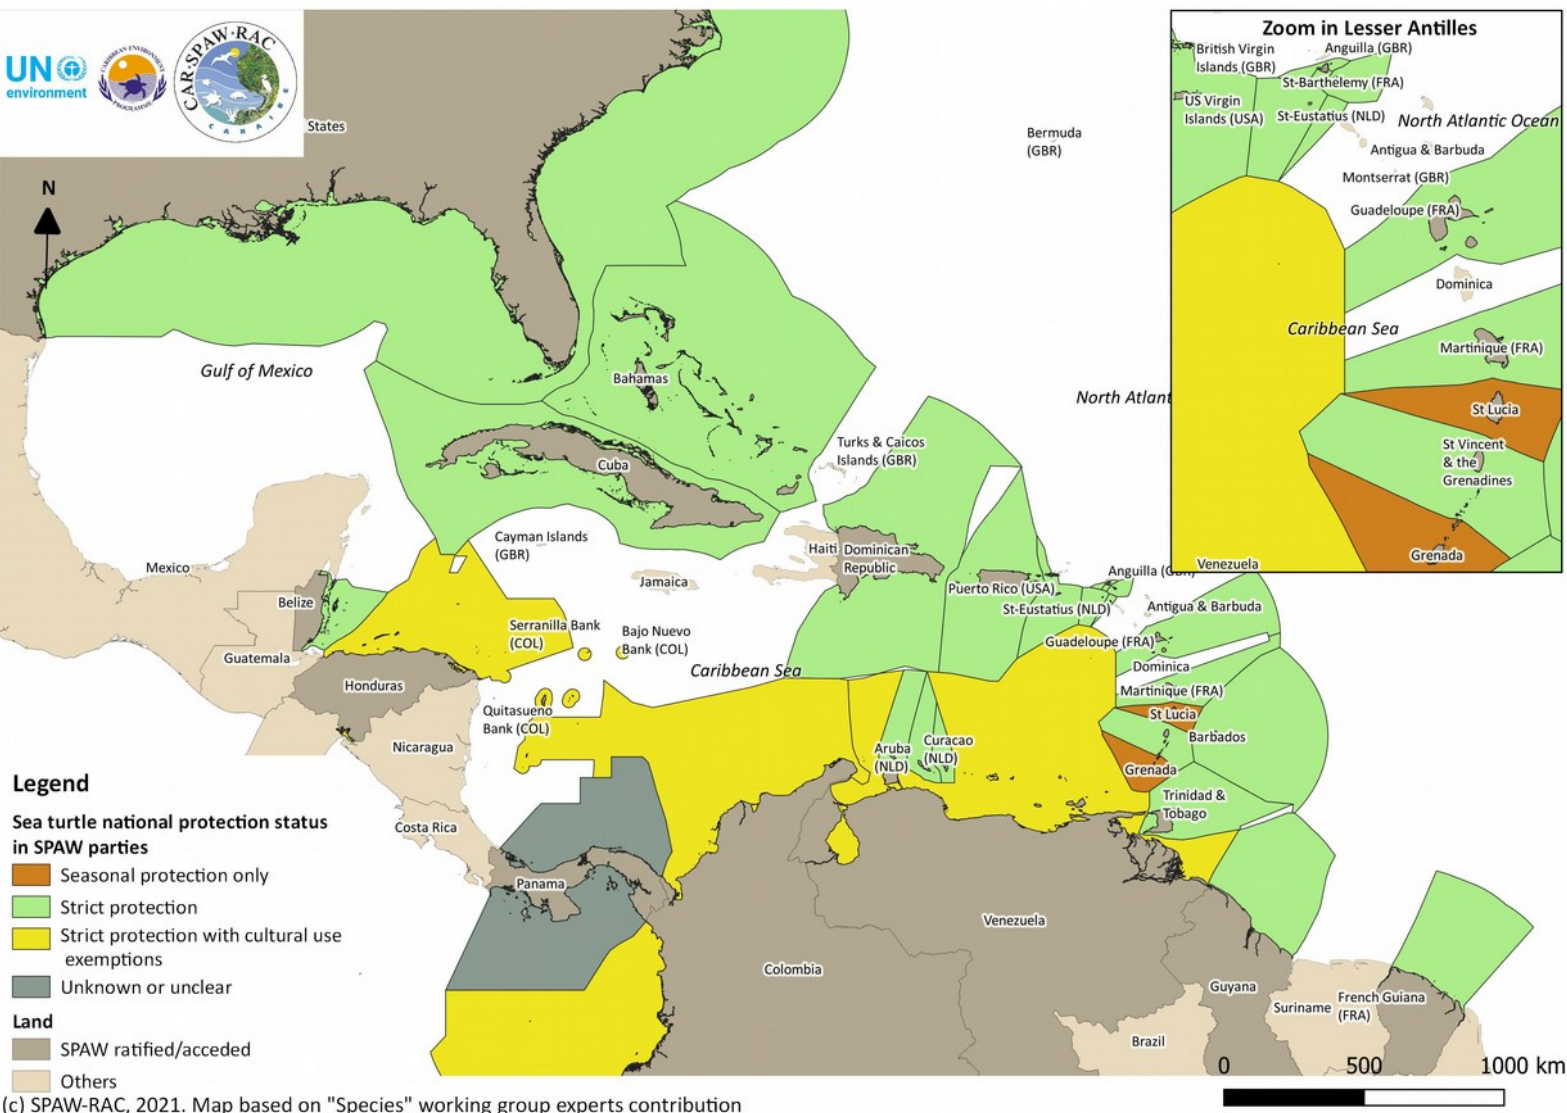 UN
environment
CARIBBEAN ENVIRONMENT
PROGRAMME
CAR·SPAW·RAC
CARAIBE
States
N
Gulf of Mexico
Bermuda
(GBR)
North Atlant
Bahamas
Cuba
Turks & Caicos
Islands (GBR)
Cayman Islands
(GBR)
Haiti
Dominican
Republic
Jamaica
Mexico
Belize
Guatemala
Honduras
Nicaragua
Costa Rica
Panama
Serranilla Bank
(COL)
Bajo Nuevo
Bank (COL)
Quitasueno
Bank (COL)
Caribbean Sea
Puerto Rico (USA)
Anguilla (GBR)
St-Eustatius (NLD)
Antigua & Barbuda
Guadeloupe (FRA)
Dominica
Martinique (FRA)
St Lucia
Barbados
Grenada
Trinidad &
Tobago
Aruba
(NLD)
Curacao
(NLD)
Colombia
Venezuela
Guyana
Suriname
French Guiana
(FRA)
Brazil
Zoom in Lesser Antilles
British Virgin
Islands (GBR)
Anguilla (GBR)
St-Barthelemy (FRA)
US Virgin
Islands (USA)
St-Eustatius (NLD)
North Atlantic Ocean
Antigua & Barbuda
Montserrat (GBR)
Guadeloupe (FRA)
Dominica
Caribbean Sea
Martinique (FRA)
St Lucia
St Vincent
& the
Grenadines
Grenada
Venezuela
Legend
Sea turtle national protection status
in SPAW parties
Seasonal protection only
Strict protection
Strict protection with cultural use
exemptions
Unknown or unclear
Land
SPAW ratified/acceded
Others
0 500 1000 km
(c) SPAW-RAC, 2021. Map based on "Species" working group experts contribution